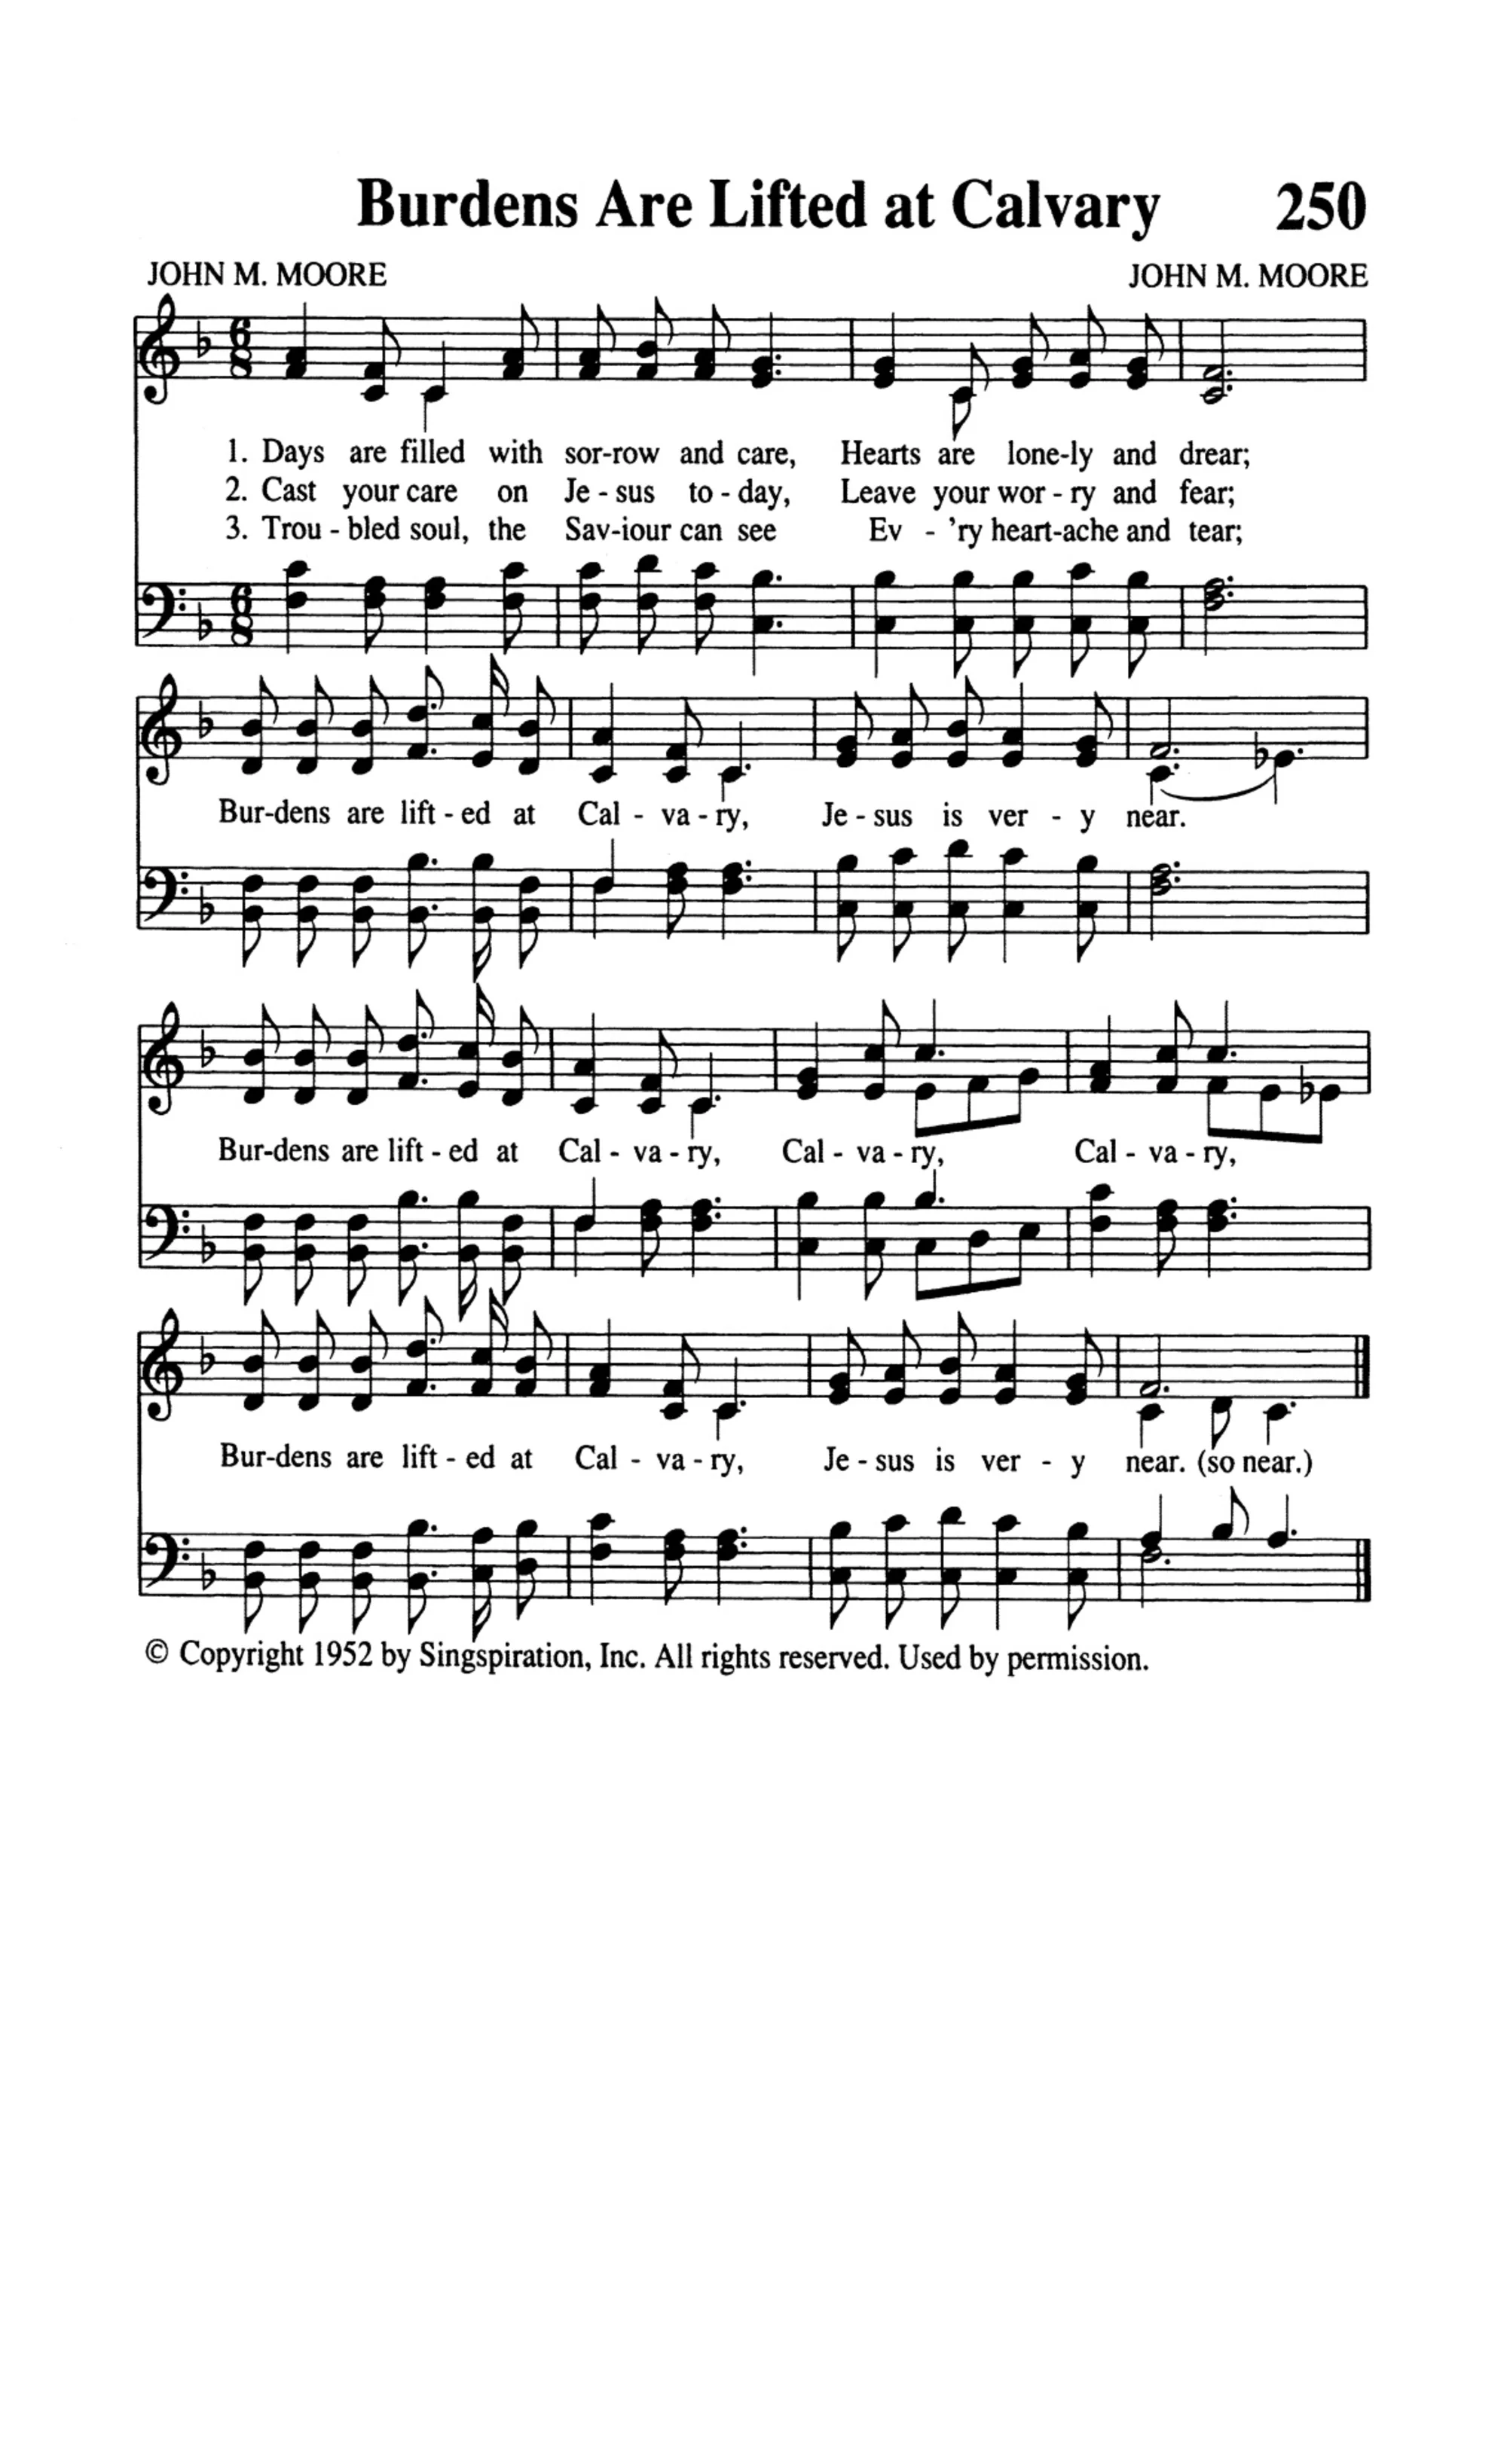 Burdens Are Lifted at Calvary 250
JOHN M. MOORE JOHN M. MOORE
6 8
1. Days are filled with sor-row and care, Hearts are lone-ly and drear;
2. Cast your care on Je - sus to - day, Leave your wor - ry and fear;
3. Trou - bled soul, the Sav-iour can see Ev - 'ry heart-ache and tear;
6 8
Bur-dens are lift - ed at Cal - va - ry, Je - sus is ver - y near.
Bur-dens are lift - ed at Cal - va - ry, Cal - va - ry, Cal - va - ry,
Bur-dens are lift - ed at Cal - va - ry, Je - sus is ver - y near. (so near.)
© Copyright 1952 by Singspiration, Inc. All rights reserved. Used by permission.